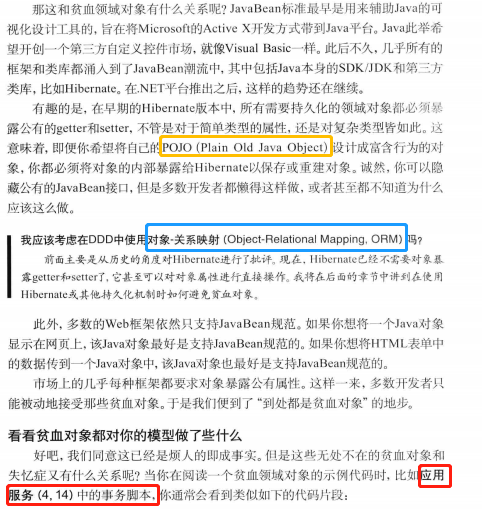 那这和贫血领域对象有什么关系呢？JavaBean标准最早是用来辅助Java的可
视化设计工具的，旨在将Microsoft的Active X开发方式带到Java平台。Java此举希
望开创一个第三方自定义控件市场，就像Visual Basic一样。此后不久，几乎所有的
框架和类库都涌入到了JavaBean潮流中，其中包括Java本身的SDK/JDK和第三方
类库，比如Hibernate。在.NET平台推出之后，这样的趋势还在继续。
有趣的是，在早期的Hibernate版本中，所有需要持久化的领域对象都必须暴
露公有的getter和setter，不管是对于简单类型的属性，还是对复杂类型皆如此。这
意味着，即便你希望将自己的POJO (Plain Old Java Object)设计成富含行为的对
象，你都必须将对象的内部暴露给Hibernate以保存或重建对象。诚然，你可以隐
藏公有的JavaBean接口，但是多数开发者都懒得这样做，或者甚至都不知道为什么
应该这么做。
我应该考虑在DDD中使用对象-关系映射 (Object-Relational Mapping, ORM) 吗？
前面主要是从历史的角度对Hibernate进行了批评。现在，Hibernate已经不需要对象暴
露getter和setter了，它甚至可以对对象属性进行直接操作。我将在后面的章节中讲到在使用
Hibernate或其他持久化机制时如何避免贫血对象。
此外，多数的Web框架依然只支持JavaBean规范。如果你想将一个Java对象
显示在网页上，该Java对象最好是支持JavaBean规范的。如果你想将HTML表单中
的数据传到一个Java对象中，该Java对象也最好是支持JavaBean规范的。
市场上的几乎每种框架都要求对象暴露公有属性。这样一来，多数开发者只
能被动地接受那些贫血对象。于是我们便到了“到处都是贫血对象”的地步。
看看贫血对象都对你的模型做了些什么
好吧，我们同意这已经是烦人的即成事实。但是这些无处不在的贫血对象和
失忆症又有什么关系呢？当你在阅读一个贫血领域对象的示例代码时，比如应用
服务 (4, 14) 中的事务脚本，你通常会看到类似如下的代码片段：